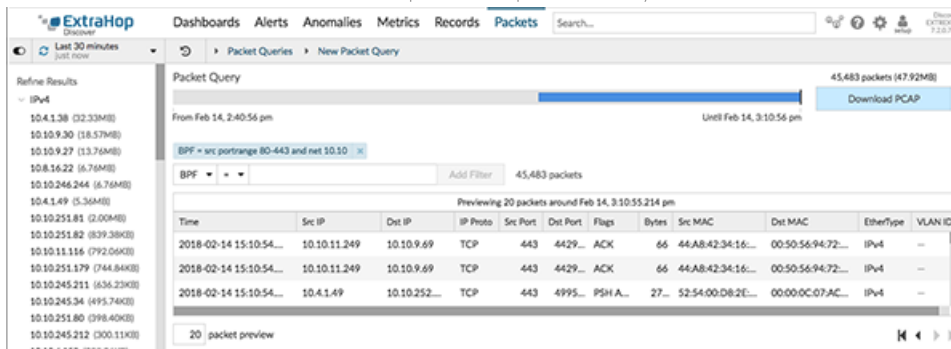 ExtraHop
Discover
Dashboards Alerts Anomalies Metrics Records Packets Search...
setup
Last 30 minutes
just now
Packet Queries New Packet Query
Refine Results
IPv4
10.4.1.38 (32.33MB)
10.10.9.30 (18.57MB)
10.10.9.27 (13.76MB)
10.8.16.22 (6.76MB)
10.10.246.244 (6.76MB)
10.4.1.49 (5.36MB)
10.10.251.81 (2.00MB)
10.10.251.82 (839.38KB)
10.10.11.116 (792.06KB)
10.10.251.179 (744.84KB)
10.10.245.211 (636.23KB)
10.10.245.34 (495.74KB)
10.10.251.80 (398.40KB)
10.10.245.212 (300.11KB)
Packet Query
45,483 packets (47.92MB)
Download PCAP
From Feb 14, 2:40:56 pm
Until Feb 14, 3:10:56 pm
BPF = src portrange 80-443 and net 10.10 ×
BPF = Add Filter 45,483 packets
Previewing 20 packets around Feb 14, 3:10:55.214 pm
Time Src IP Dst IP IP Proto Src Port Dst Port Flags Bytes Src MAC Dst MAC EtherType VLAN ID
2018-02-14 15:10:54.... 10.10.11.249 10.10.9.69 TCP 443 4429... ACK 66 44:A8:42:34:16:... 00:50:56:94:72:... IPv4 --
2018-02-14 15:10:54.... 10.10.11.249 10.10.9.69 TCP 443 4429... ACK 66 44:A8:42:34:16:... 00:50:56:94:72:... IPv4 --
2018-02-14 15:10:54.... 10.4.1.49 10.10.252.... TCP 443 4995... PSH A... 27... 52:54:00:D8:2E:... 00:00:0C:07:AC... IPv4 --
20 packet preview